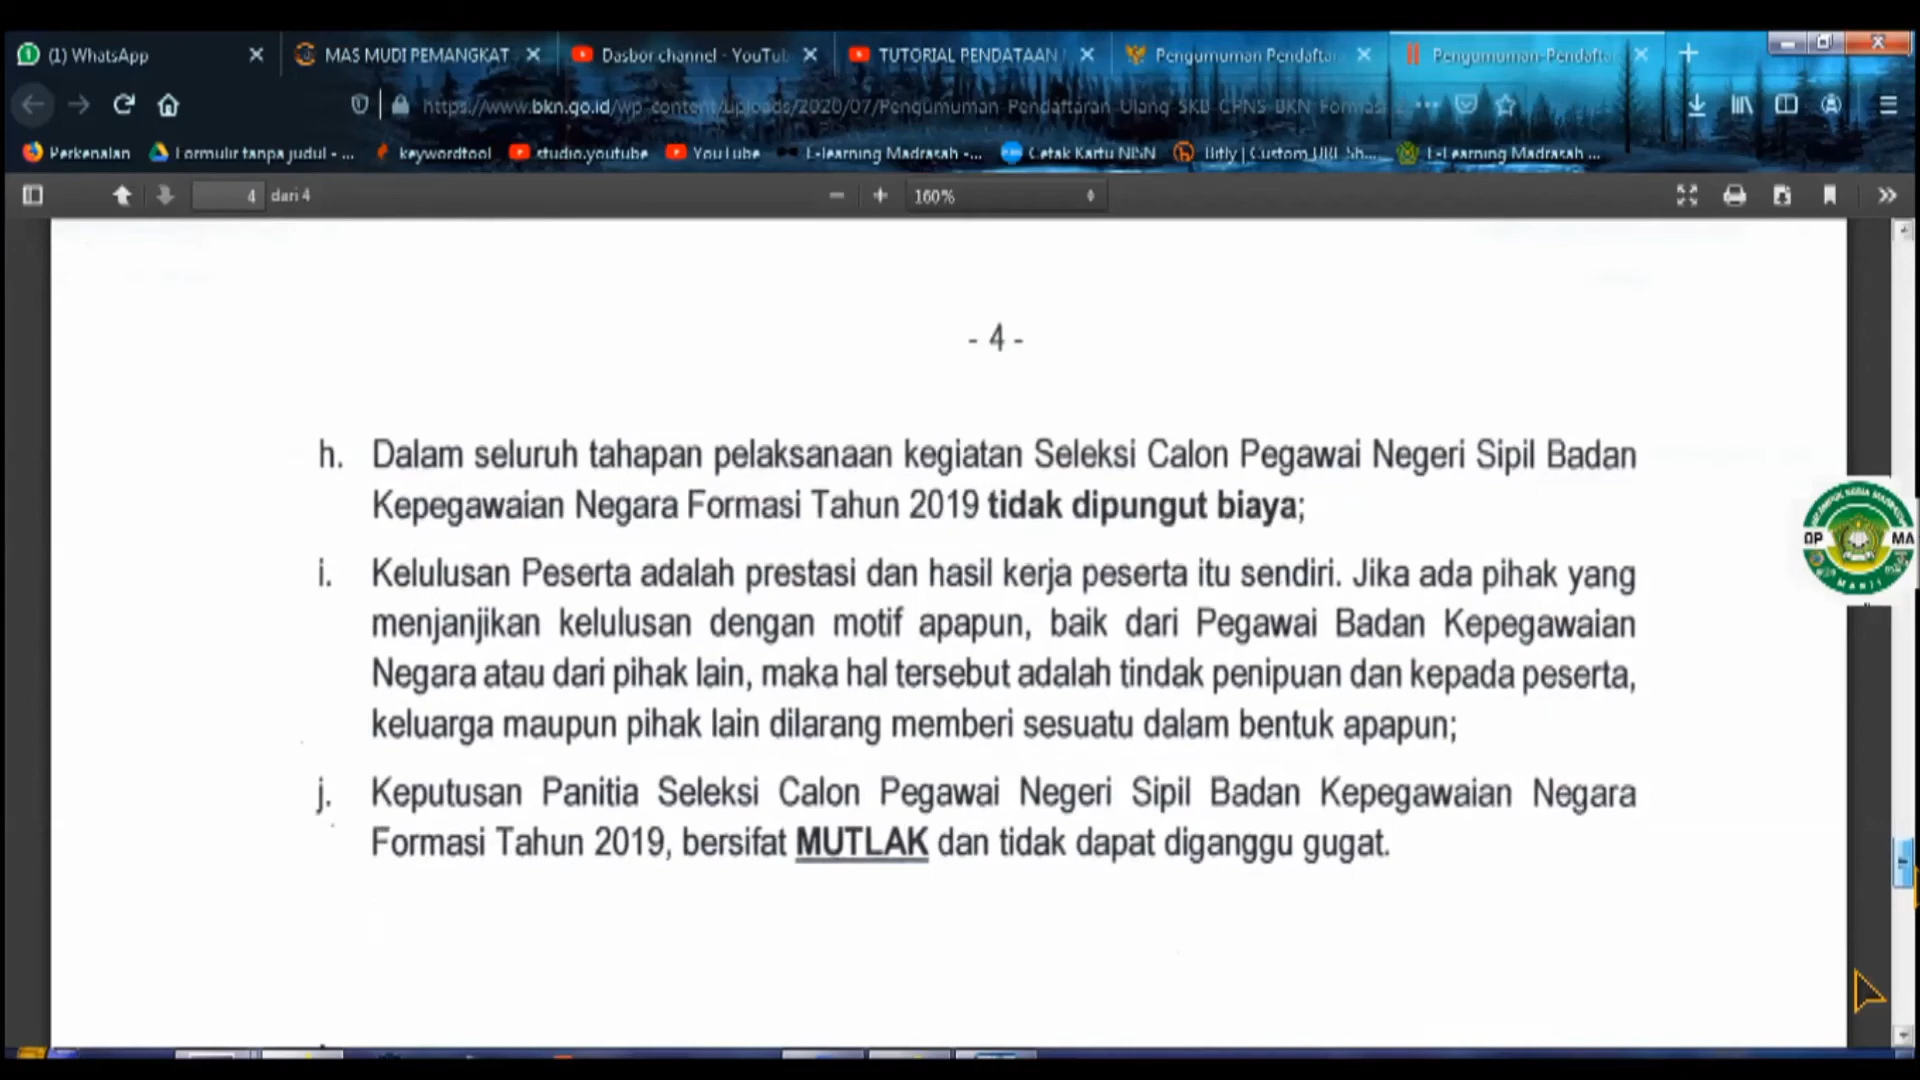 (1) WhatsApp
MAS MUDI PEMANGKAT
Dasbor channel - YouTub
TUTORIAL PENDATAAN
Pengumuman Pendaftar
Pengumuman-Pendafta
https://www.bkn.go.id/wp-content/uploads/2020/07/Pengumuman-Pendaftaran-Ulang-SKB-CPNS-BKN-Formasi-2
Perkenalan
Formulir tanpa judul - ...
keywordtool
studio.youtube
YouTube
E-learning Madrasah -...
Cetak Kartu NISN
Bitly | Custom URL Sh...
E-Learning Madrasah ...
4
dari 4
160%
- 4 -
h. Dalam seluruh tahapan pelaksanaan kegiatan Seleksi Calon Pegawai Negeri Sipil Badan
Kepegawaian Negara Formasi Tahun 2019 tidak dipungut biaya;
i. Kelulusan Peserta adalah prestasi dan hasil kerja peserta itu sendiri. Jika ada pihak yang
menjanjikan kelulusan dengan motif apapun, baik dari Pegawai Badan Kepegawaian
Negara atau dari pihak lain, maka hal tersebut adalah tindak penipuan dan kepada peserta,
keluarga maupun pihak lain dilarang memberi sesuatu dalam bentuk apapun;
j. Keputusan Panitia Seleksi Calon Pegawai Negeri Sipil Badan Kepegawaian Negara
Formasi Tahun 2019, bersifat MUTLAK dan tidak dapat diganggu gugat.
OP
MA